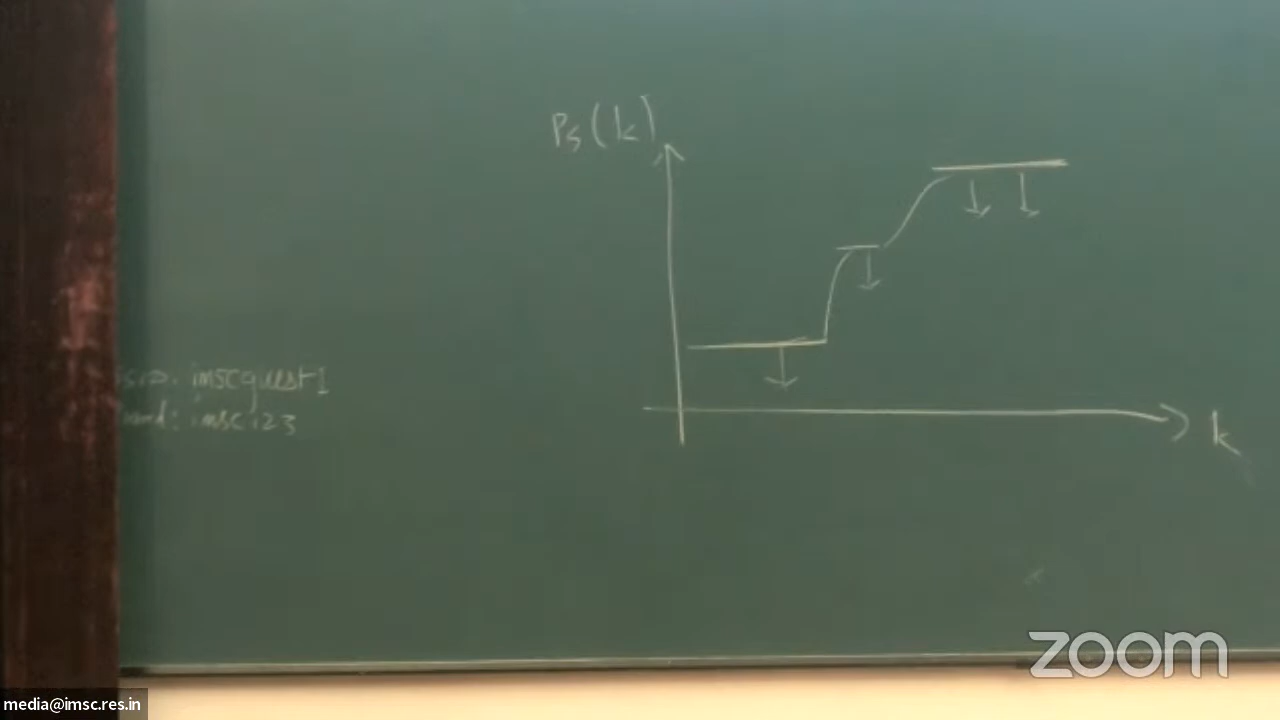 Ps(k)
imscguest1
imsc123
k
zoom
media@imsc.res.in